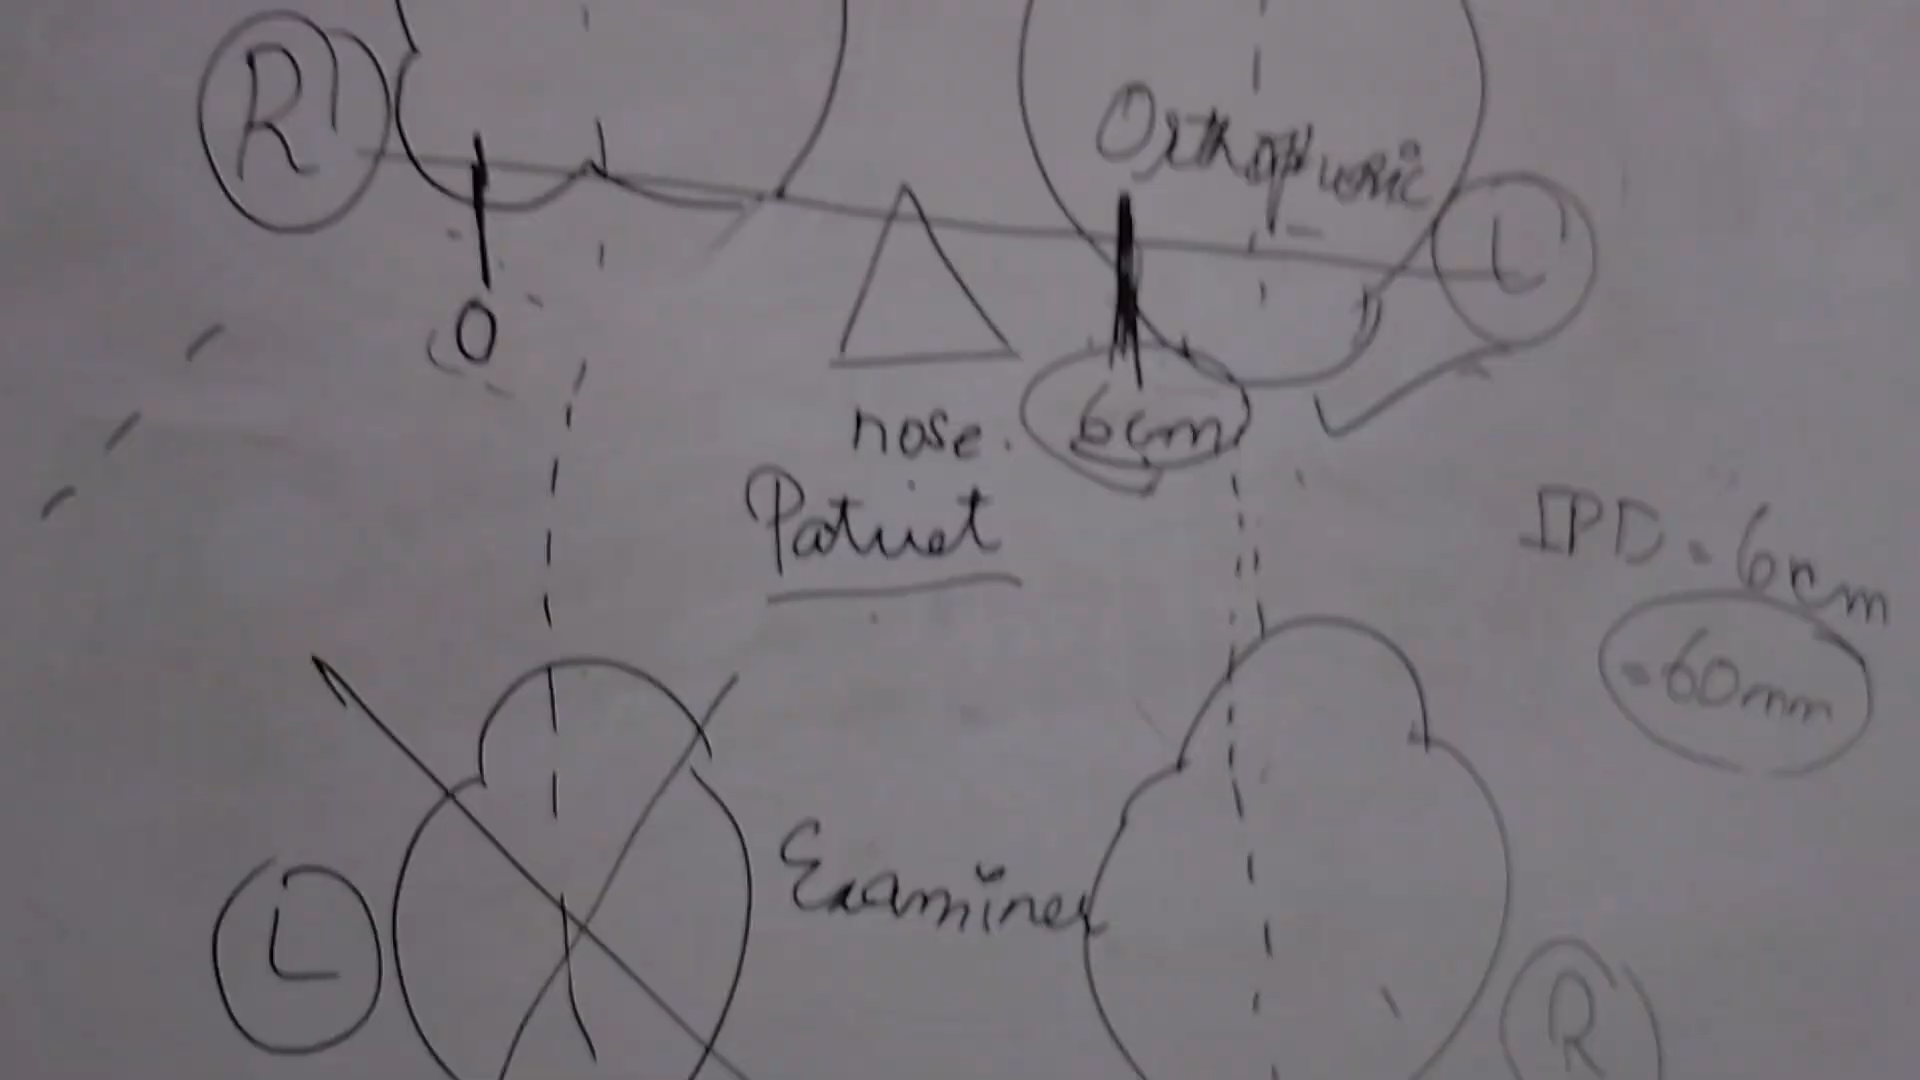 R
Orthophoric
L
0
nose.
6cm
Patient
IPD = 6cm
= 60mm
Examiner
L
R